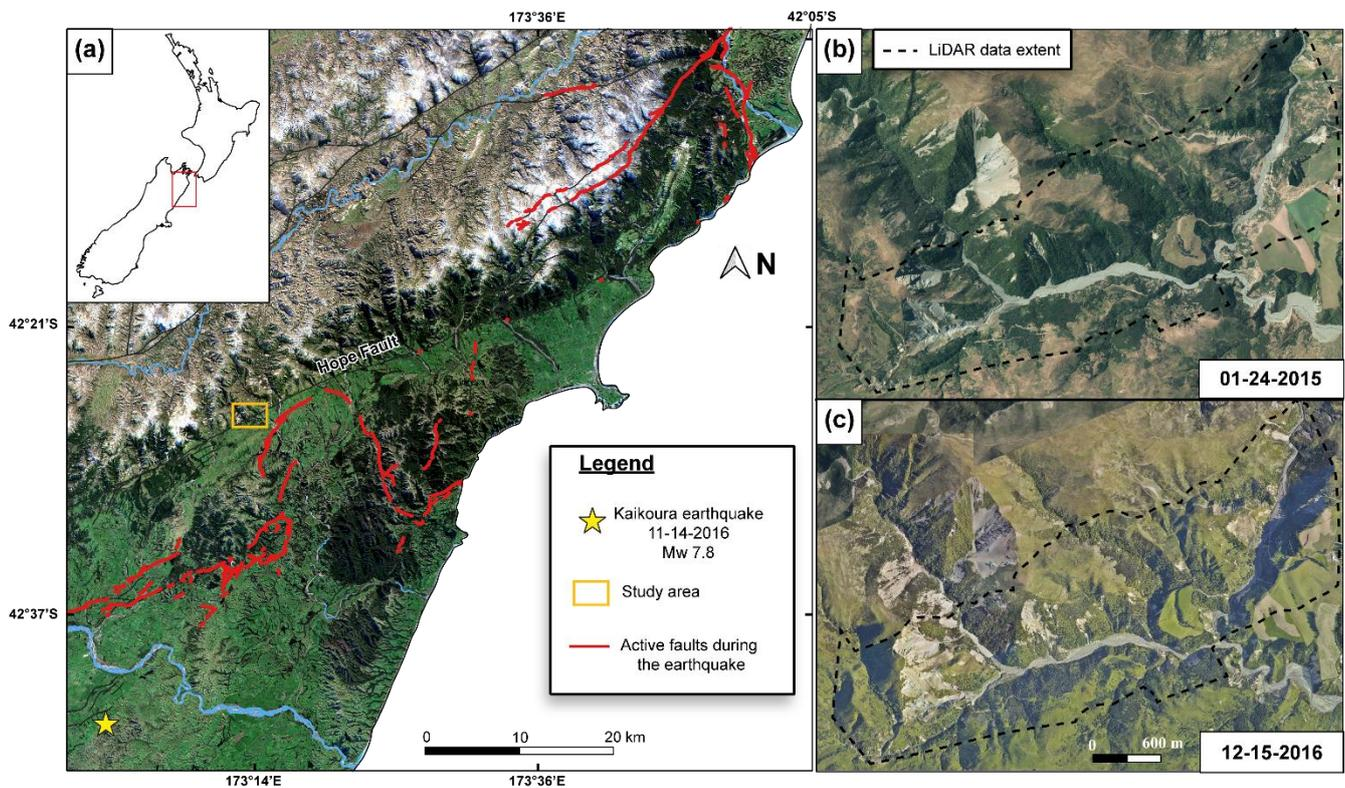 173°36'E
42°05'S
(a)
N
42°21'S
Hope Fault
Legend
Kaikoura earthquake
11-14-2016
Mw 7.8
Study area
Active faults during
the earthquake
42°37'S
0 10 20 km
173°14'E
173°36'E
(b)
LiDAR data extent
01-24-2015
(c)
0 600 m
12-15-2016